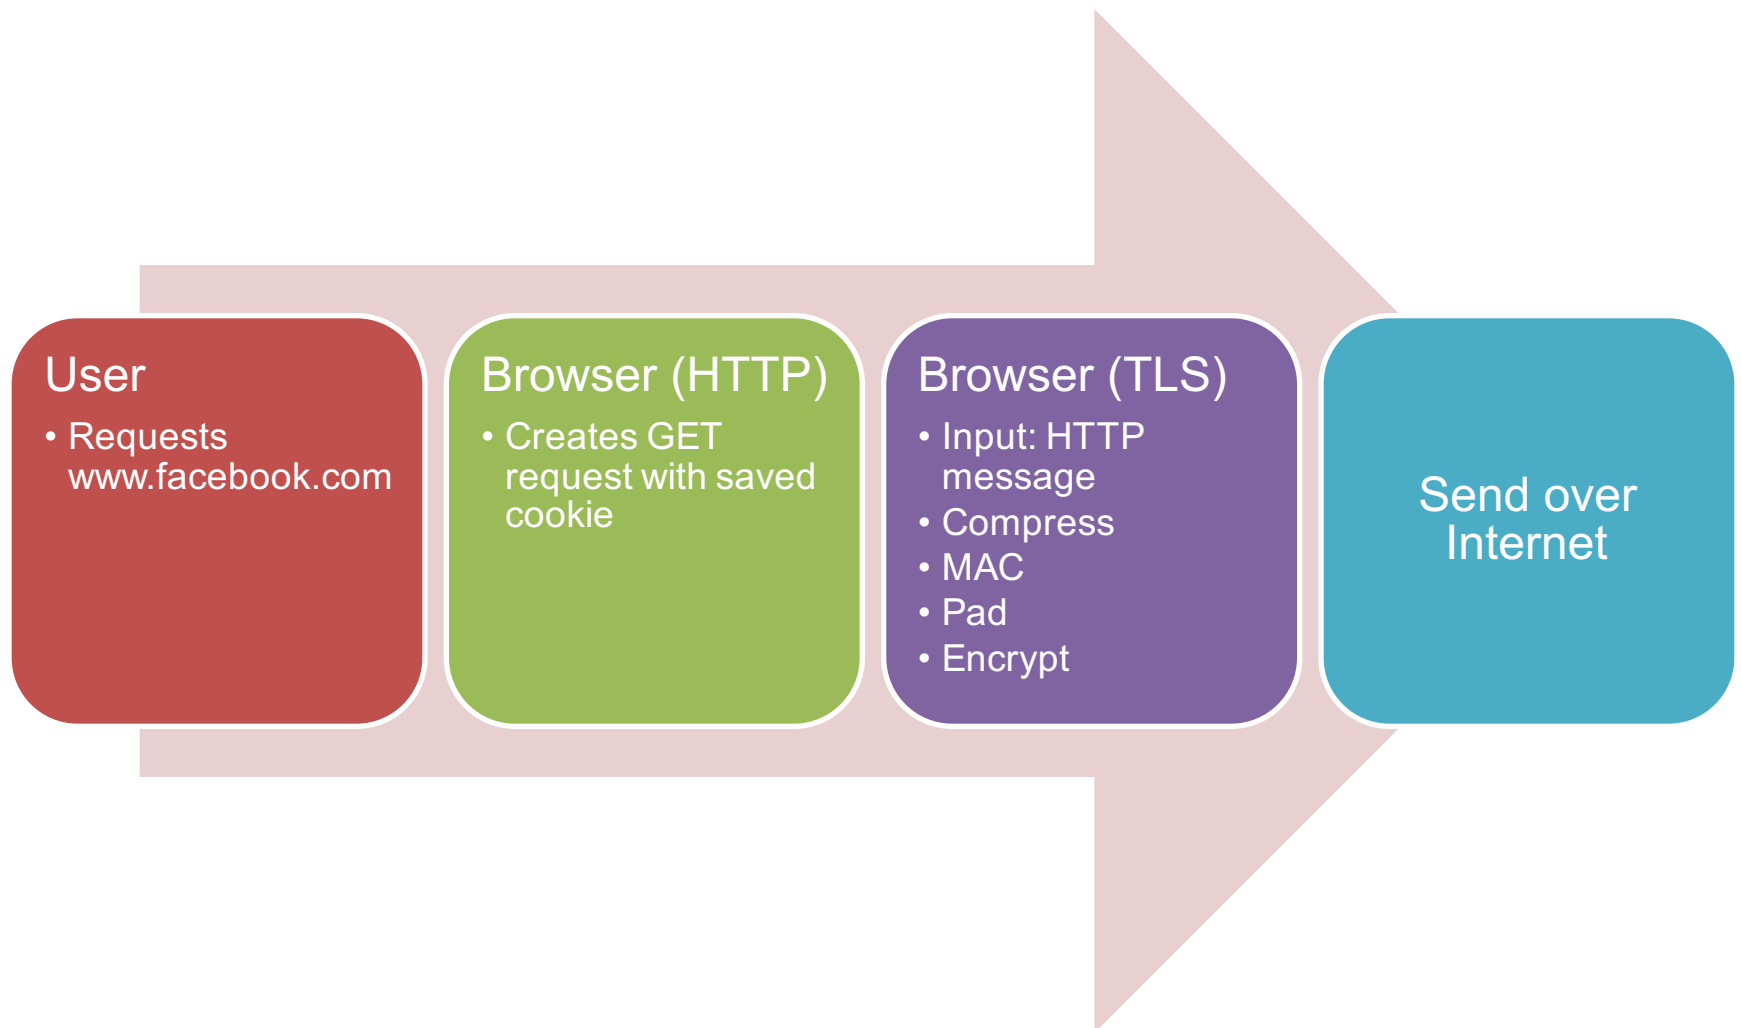 User
• Requests
www.facebook.com
Browser (HTTP)
• Creates GET
request with saved
cookie
Browser (TLS)
• Input: HTTP
message
• Compress
• MAC
• Pad
• Encrypt
Send over
Internet